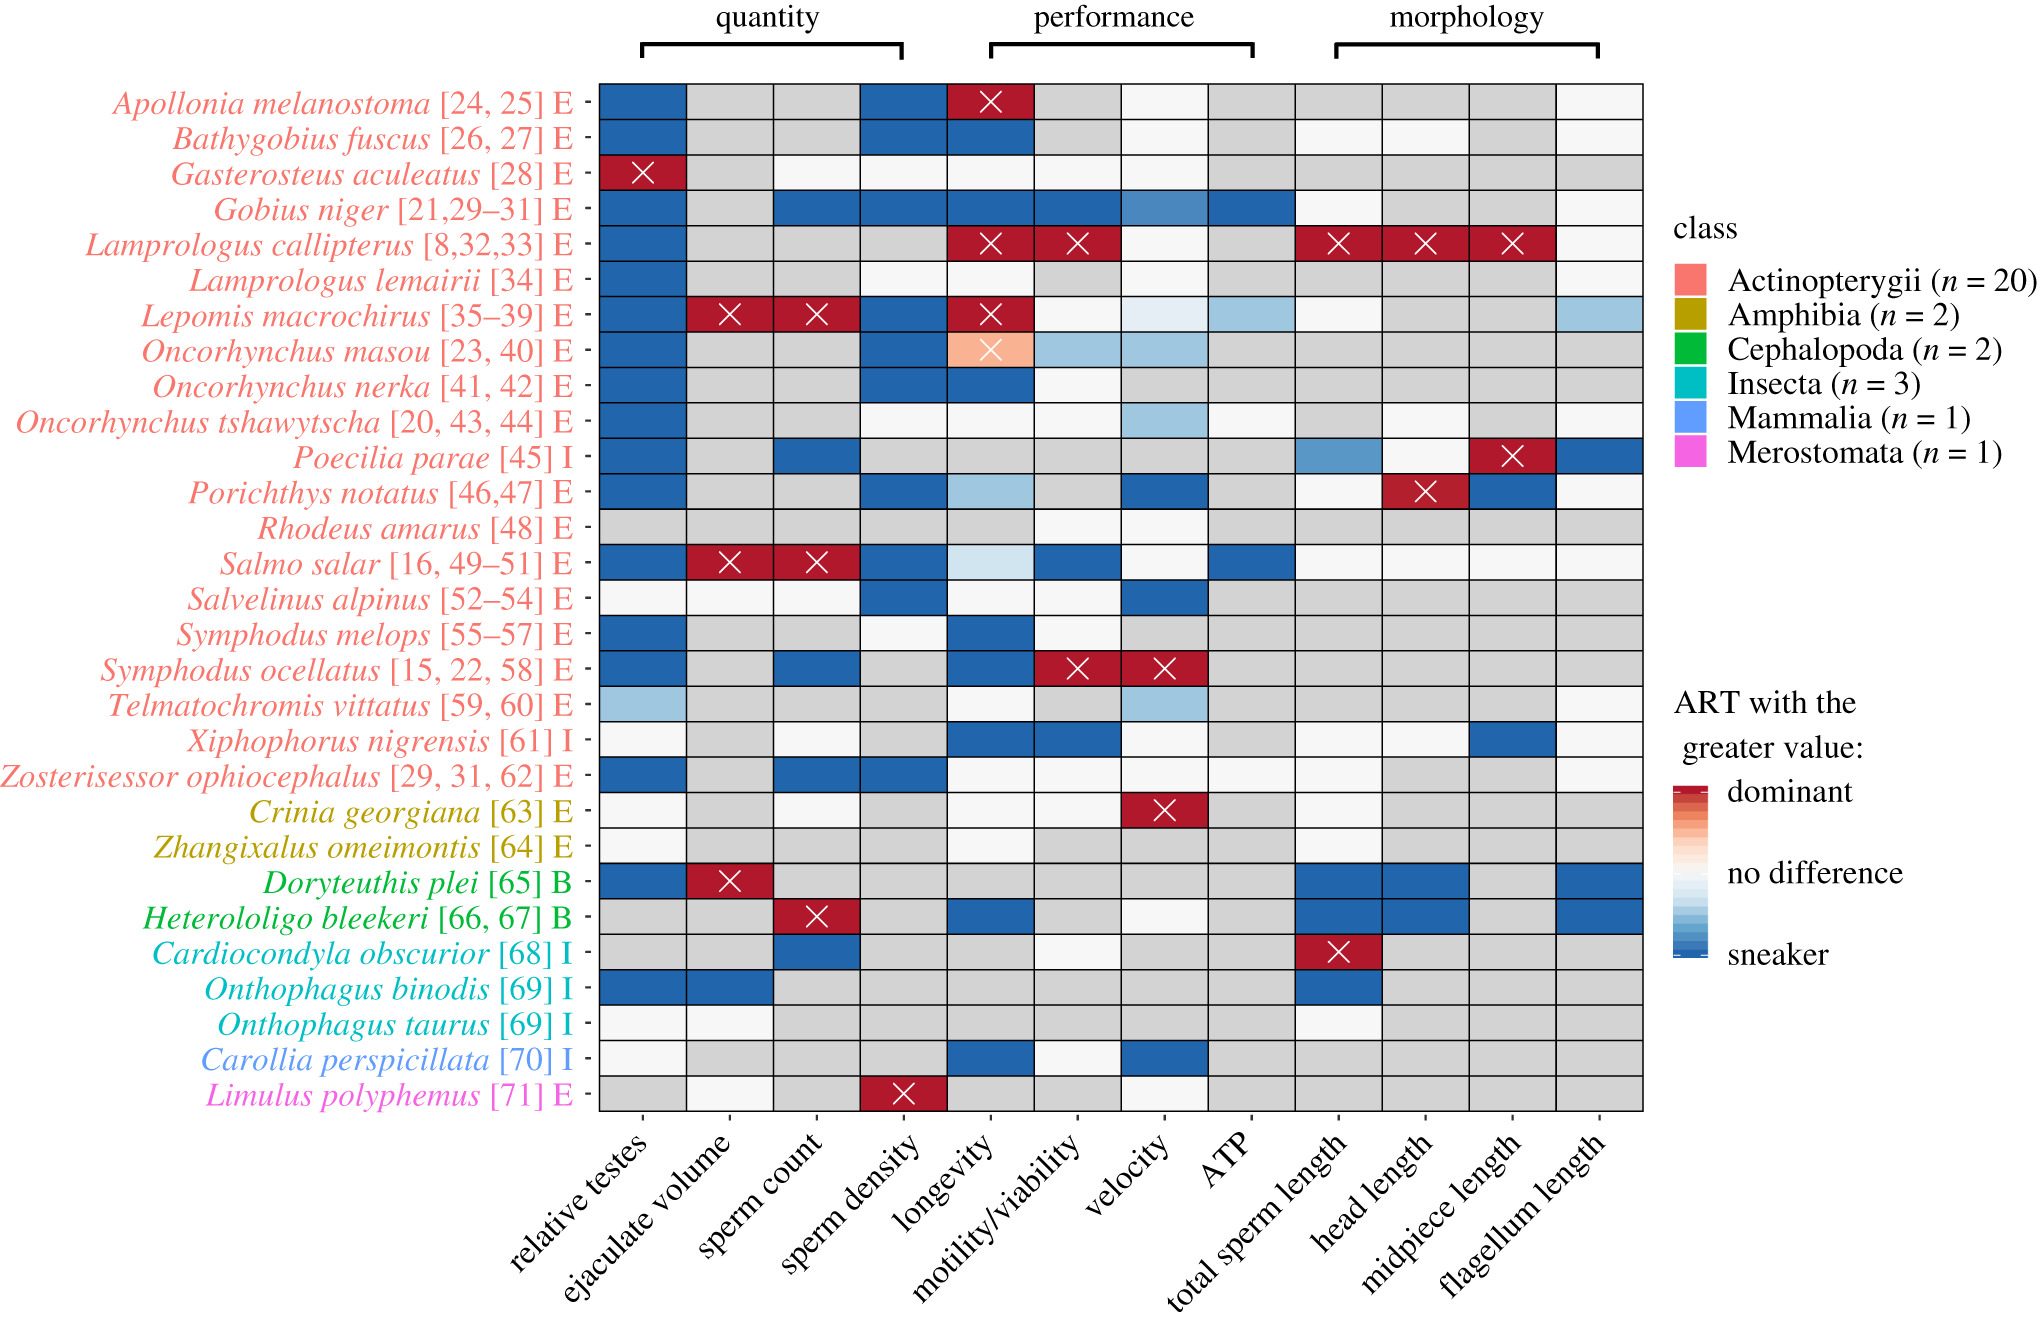 quantity performance morphology
Apollonia melanostoma [24, 25] E
Bathygobius fuscus [26, 27] E
Gasterosteus aculeatus [28] E
Gobius niger [21,29–31] E
Lamprologus callipterus [8,32,33] E
Lamprologus lemairii [34] E
Lepomis macrochirus [35–39] E
Oncorhynchus masou [23, 40] E
Oncorhynchus nerka [41, 42] E
Oncorhynchus tshawytscha [20, 43, 44] E
Poecilia parae [45] I
Porichthys notatus [46,47] E
Rhodeus amarus [48] E
Salmo salar [16, 49–51] E
Salvelinus alpinus [52–54] E
Symphodus melops [55–57] E
Symphodus ocellatus [15, 22, 58] E
Telmatochromis vittatus [59, 60] E
Xiphophorus nigrensis [61] I
Zosterisessor ophiocephalus [29, 31, 62] E
Crinia georgiana [63] E
Zhangixalus omeimontis [64] E
Doryteuthis plei [65] B
Heterololigo bleekeri [66, 67] B
Cardiocondyla obscurior [68] I
Onthophagus binodis [69] I
Onthophagus taurus [69] I
Carollia perspicillata [70] I
Limulus polyphemus [71] E
relative testes
ejaculate volume
sperm count
sperm density
longevity
motility/viability
velocity
ATP
total sperm length
head length
midpiece length
flagellum length
class
Actinopterygii (n = 20)
Amphibia (n = 2)
Cephalopoda (n = 2)
Insecta (n = 3)
Mammalia (n = 1)
Merostomata (n = 1)
ART with the
greater value:
dominant
no difference
sneaker